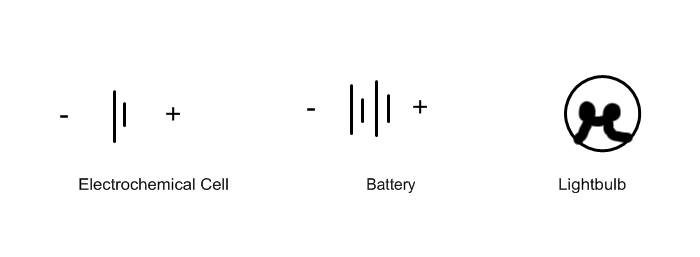 - +
- +
Electrochemical Cell
Battery
Lightbulb